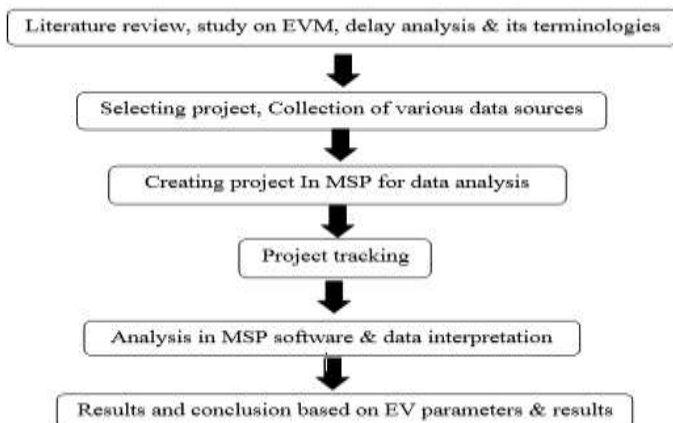 Literature review, study on EVM, delay analysis & its terminologies
Selecting project, Collection of various data sources
Creating project In MSP for data analysis
Project tracking
Analysis in MSP software & data interpretation
Results and conclusion based on EV parameters & results